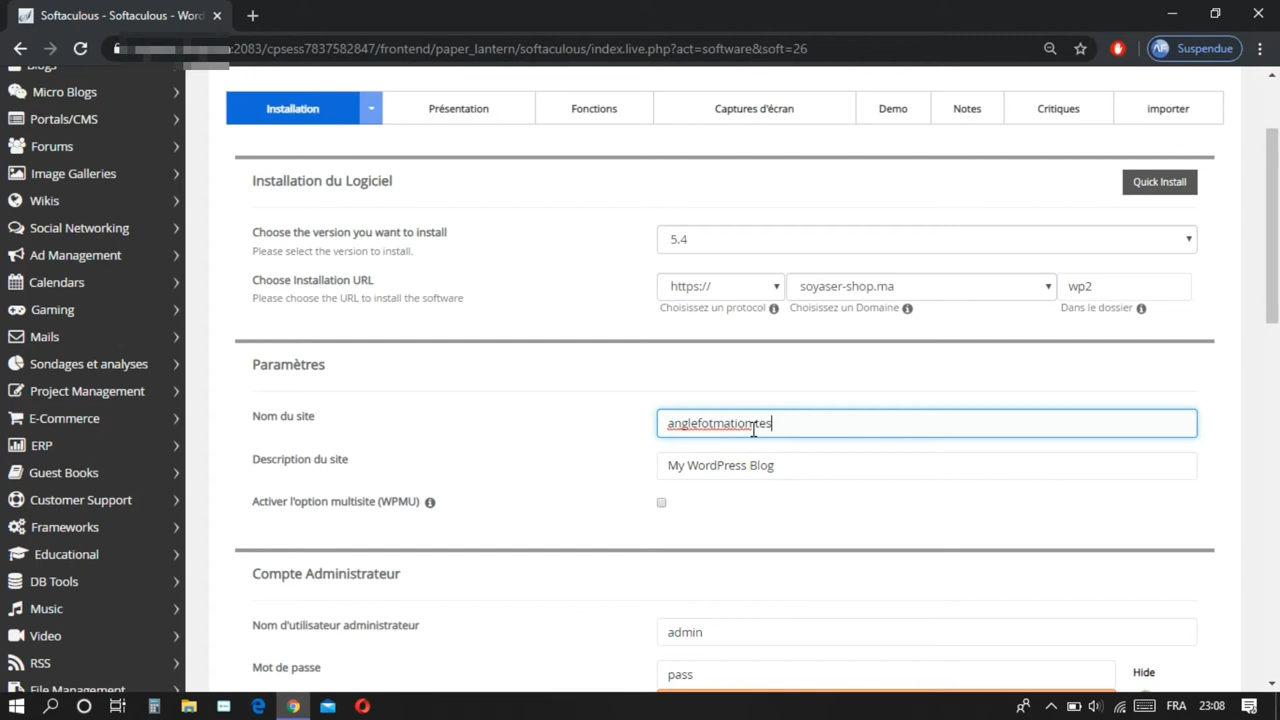 Softaculous - Softaculous - Wor
:2083/cpsess7837582847/frontend/paper_lantern/softaculous/index.live.php?act=software&soft=26
Suspendue
Blogs
Micro Blogs
Portals/CMS
Forums
Image Galleries
Wikis
Social Networking
Ad Management
Calendars
Gaming
Mails
Sondages et analyses
Project Management
E-Commerce
ERP
Guest Books
Customer Support
Frameworks
Educational
DB Tools
Music
Video
RSS
File Management
Installation
Présentation
Fonctions
Captures d'écran
Demo
Notes
Critiques
importer
Installation du Logiciel
Quick Install
Choose the version you want to install
Please select the version to install.
5.4
Choose Installation URL
Please choose the URL to install the software
https://
soyaser-shop.ma
wp2
Choisissez un protocol
Choisissez un Domaine
Dans le dossier
Paramètres
Nom du site
anglefotmation tes
Description du site
My WordPress Blog
Activer l'option multisite (WPMU)
Compte Administrateur
Nom d'utilisateur administrateur
admin
Mot de passe
pass
Hide
FRA
23:08